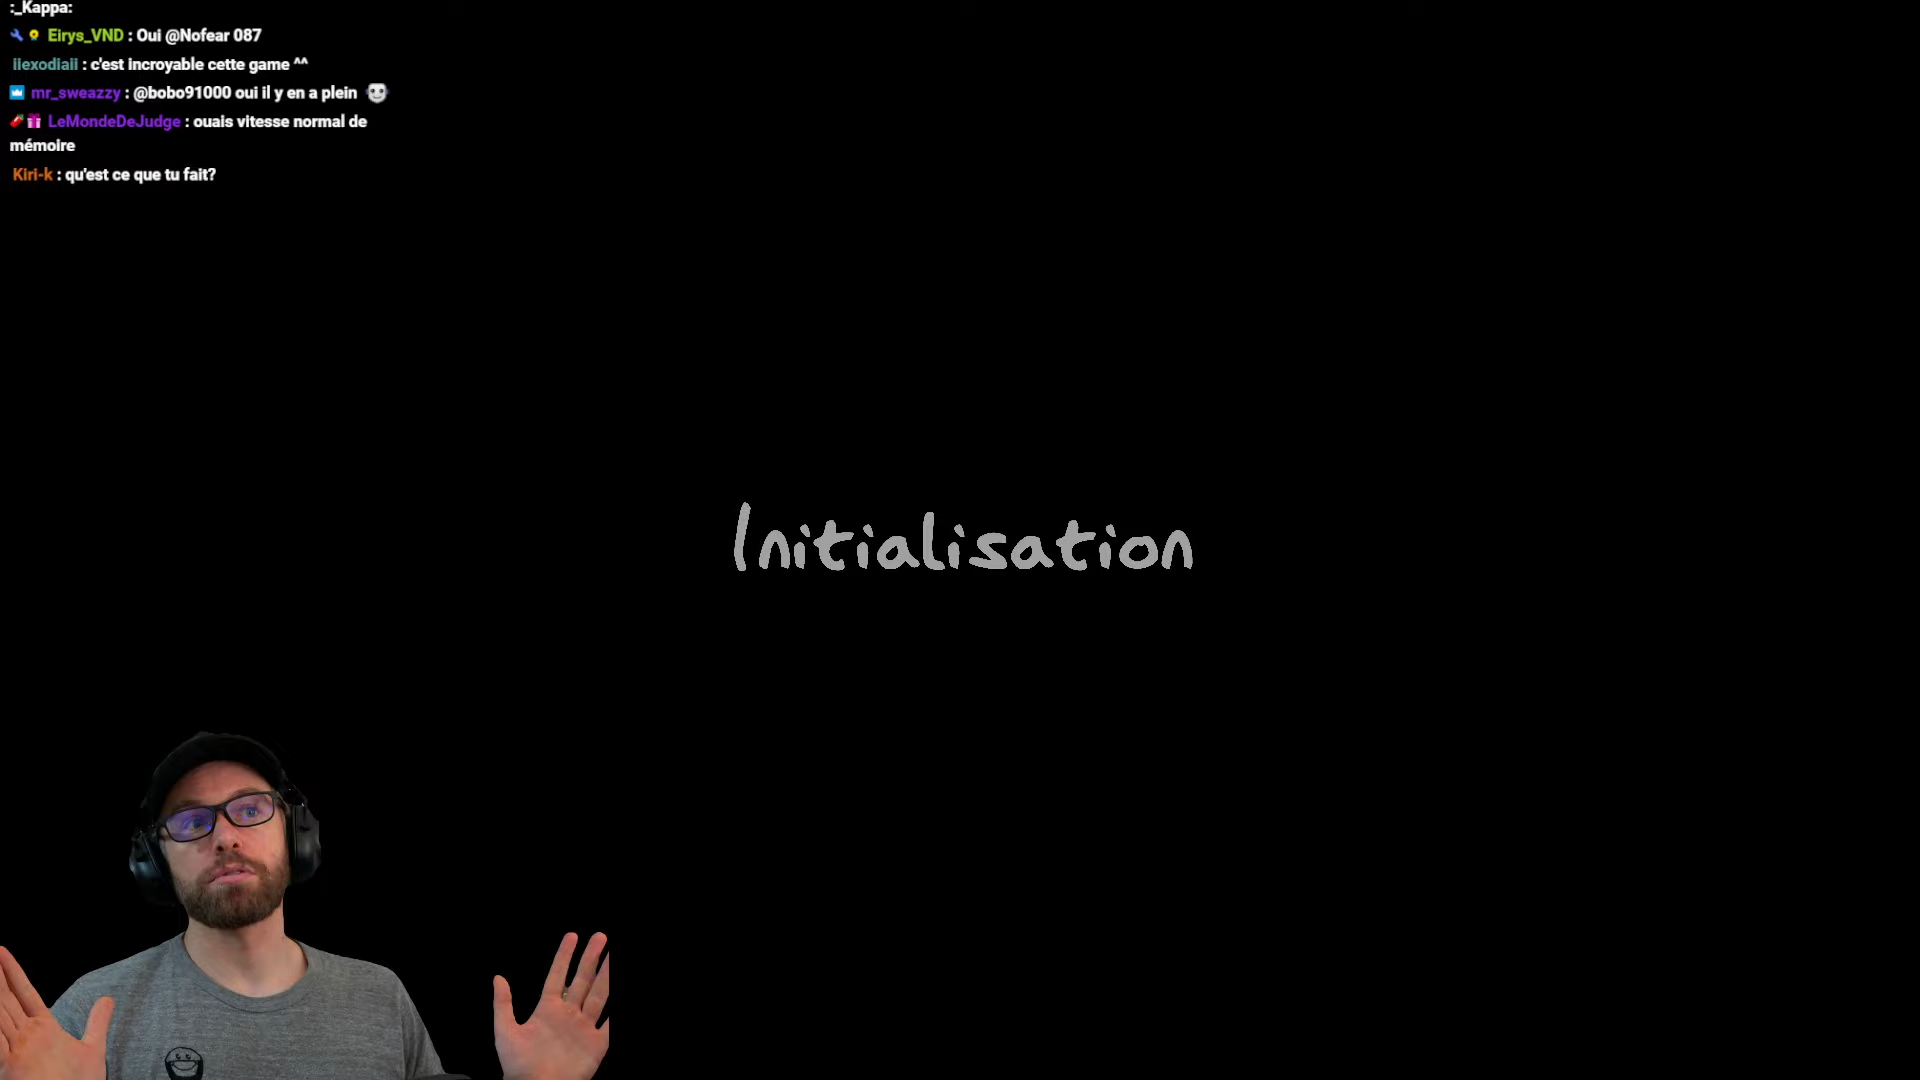 :_Kappa:
Eirys_VND : Oui @Nofear 087
iiexodiaii : c'est incroyable cette game ^^
mr_sweazzy : @bobo91000 oui il y en a plein
LeMondeDeJudge : ouais vitesse normal de
mémoire
Kiri-k : qu'est ce que tu fait?
Initialisation